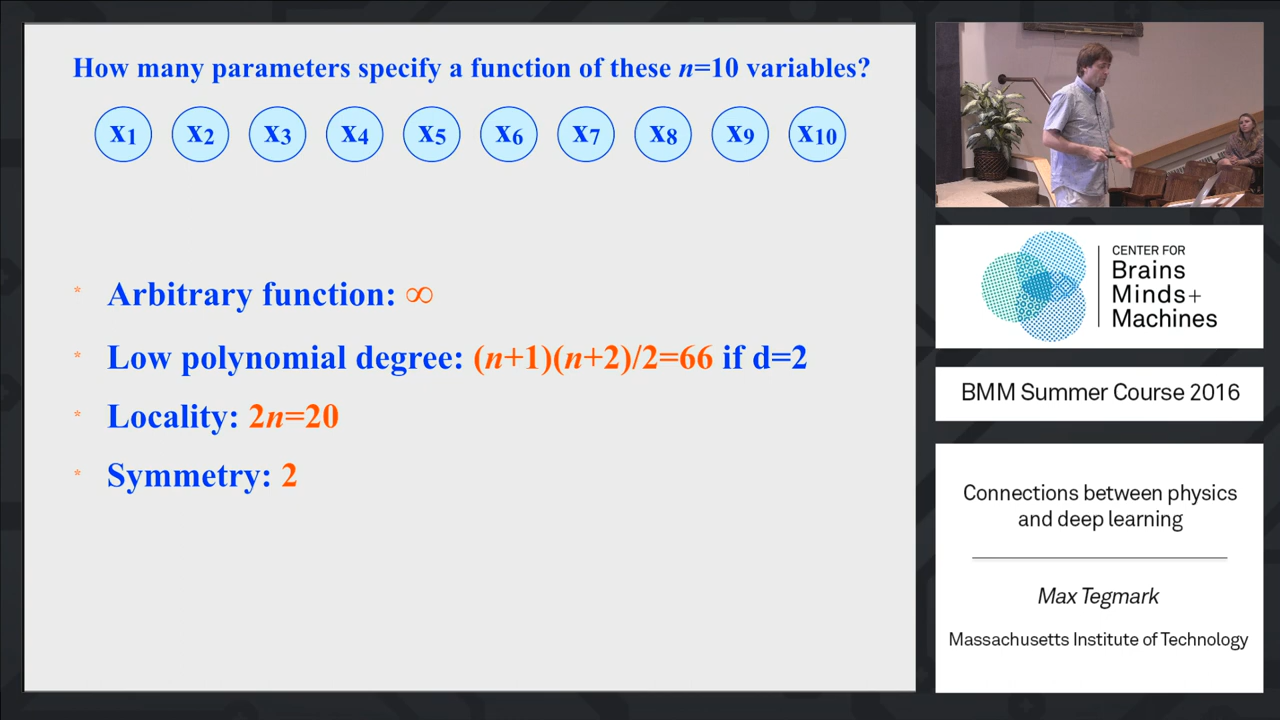 How many parameters specify a function of these n=10 variables?
x1 x2 x3 x4 x5 x6 x7 x8 x9 x10
* Arbitrary function: ∞
* Low polynomial degree: (n+1)(n+2)/2=66 if d=2
* Locality: 2n=20
* Symmetry: 2
CENTER FOR
Brains
Minds+
Machines
BMM Summer Course 2016
Connections between physics
and deep learning
Max Tegmark
Massachusetts Institute of Technology